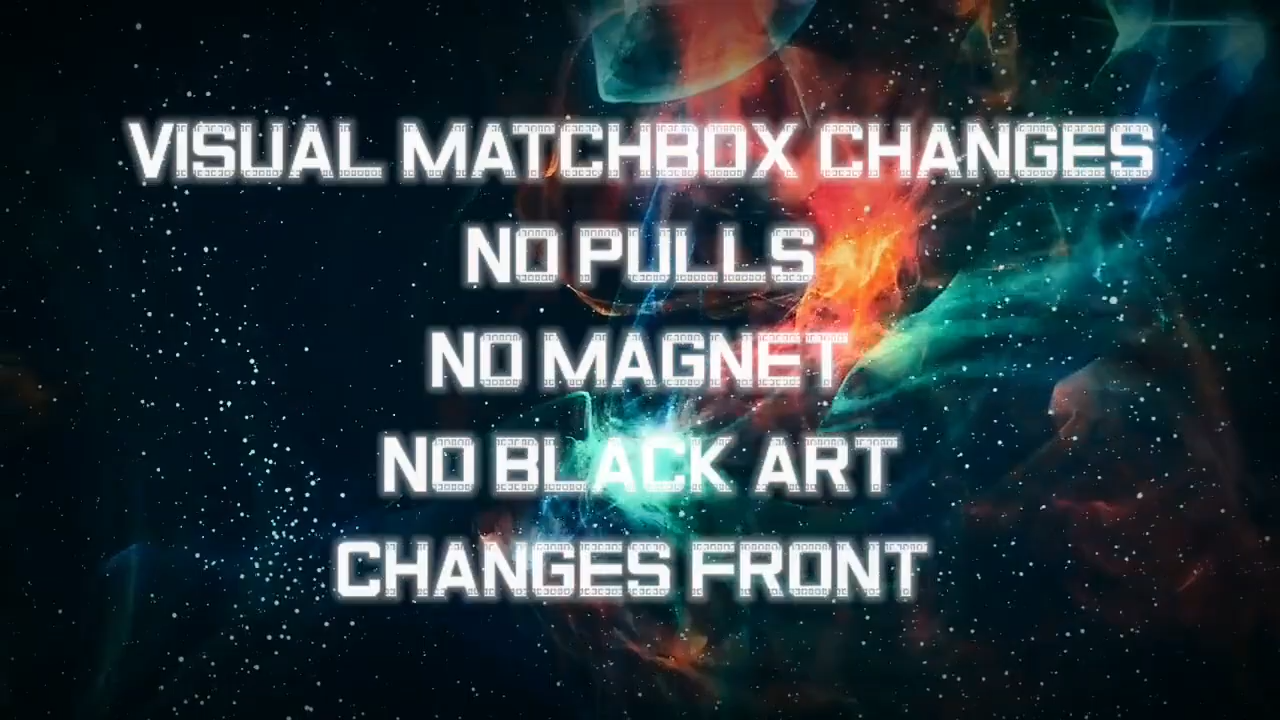 VISUAL MATCHBOX CHANGES
NO PULLS
NO MAGNET
NO BLACK ART
CHANGES FRONT